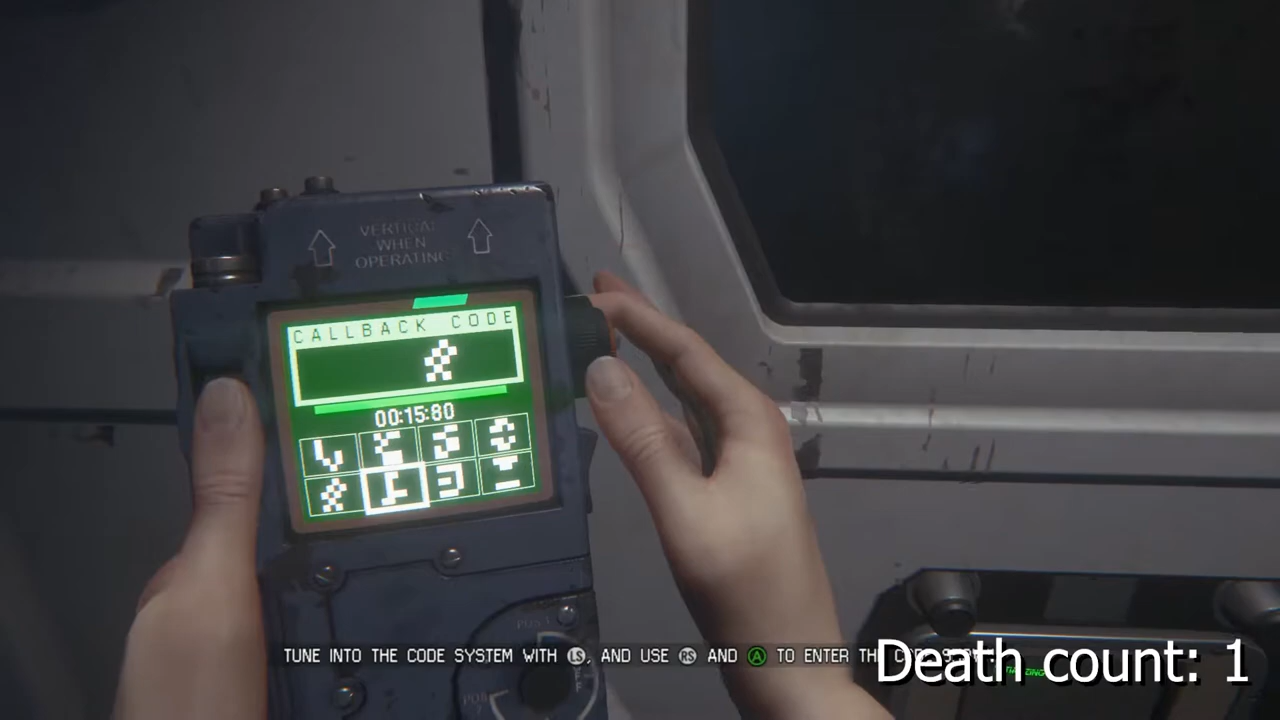 VERTICAL
WHEN
OPERATING
CALLBACK CODE
00:15:80
TUNE INTO THE CODE SYSTEM WITH LS, AND USE RS AND A TO ENTER THE
Death count: 1